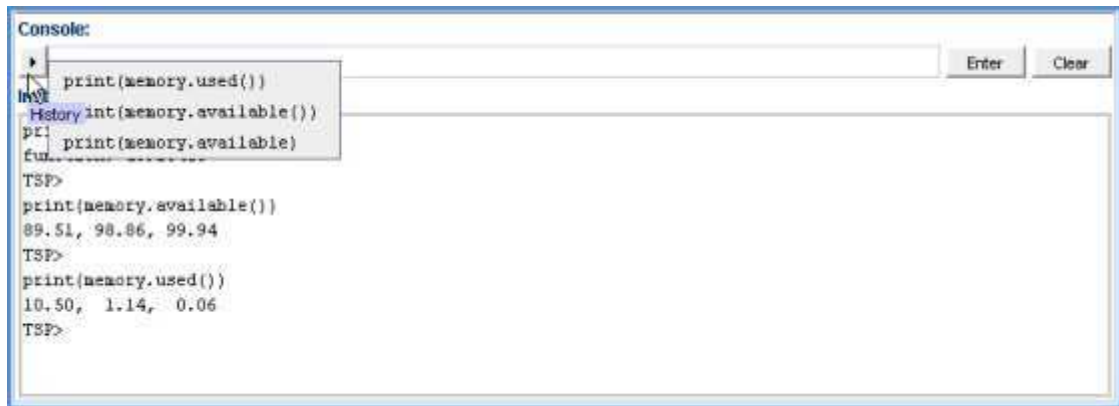 Console:
Enter Clear
print(memory.used())
History int(memory.available())
print(memory.available)
TSP>
print(memory.available())
89.51, 98.86, 99.94
TSP>
print(memory.used())
10.50, 1.14, 0.06
TSP>